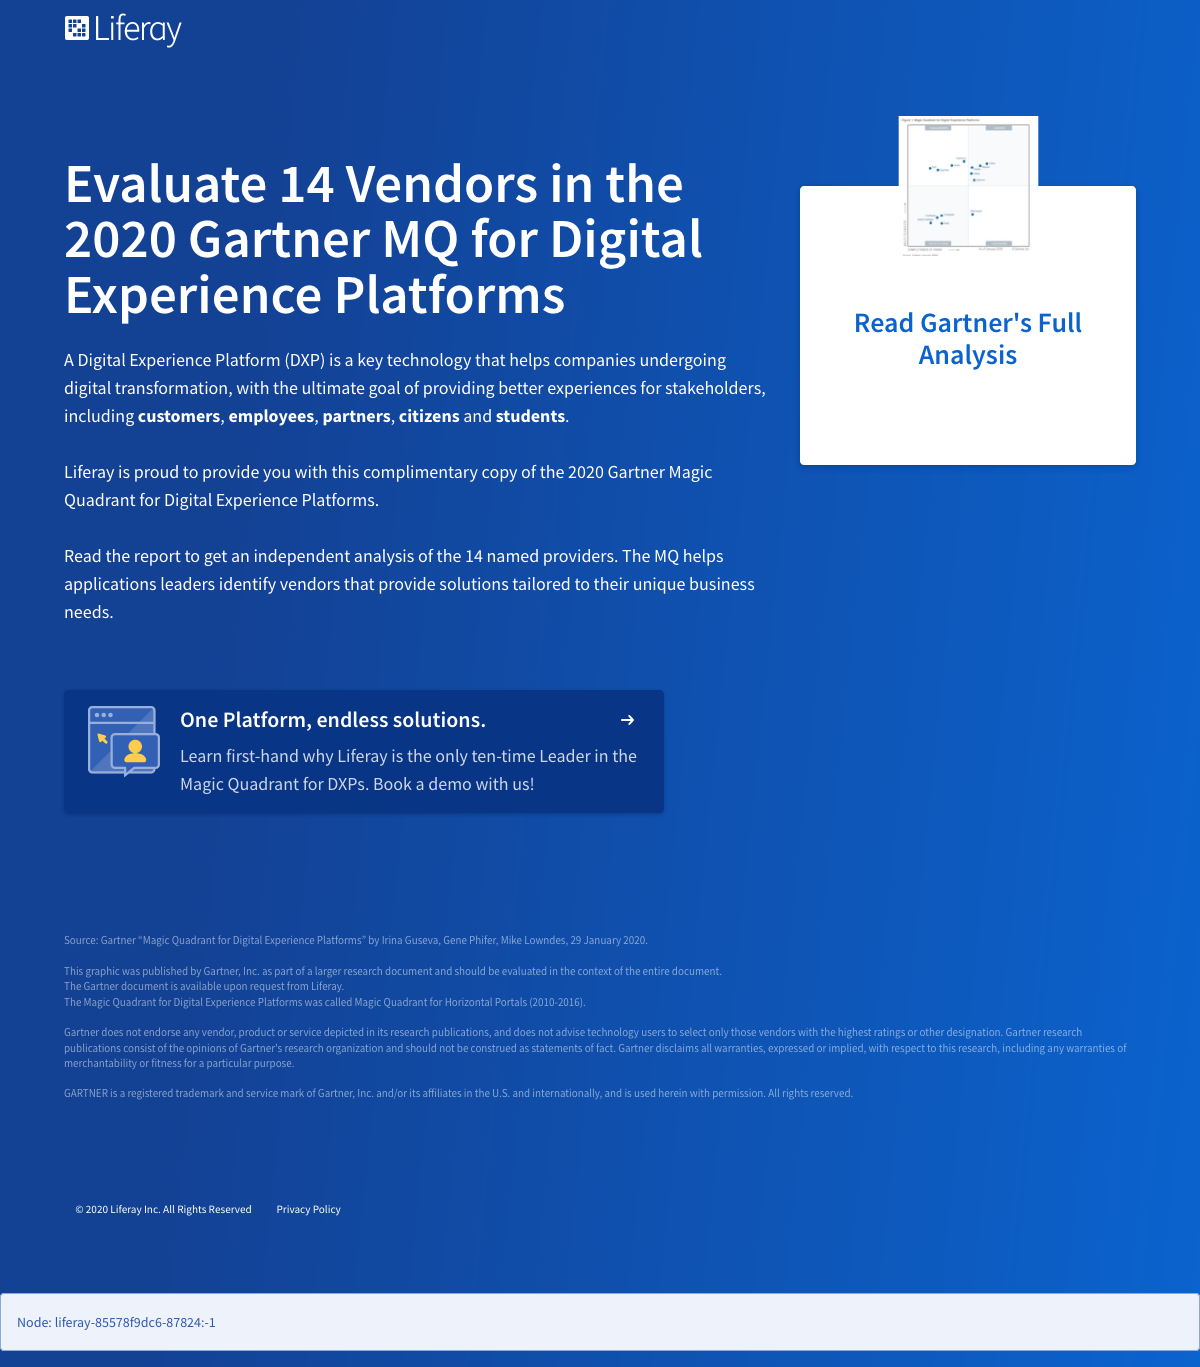 Liferay
Evaluate 14 Vendors in the
2020 Gartner MQ for Digital
Experience Platforms
A Digital Experience Platform (DXP) is a key technology that helps companies undergoing
digital transformation, with the ultimate goal of providing better experiences for stakeholders,
including customers, employees, partners, citizens and students.
Liferay is proud to provide you with this complimentary copy of the 2020 Gartner Magic
Quadrant for Digital Experience Platforms.
Read the report to get an independent analysis of the 14 named providers. The MQ helps
applications leaders identify vendors that provide solutions tailored to their unique business
needs.
Read Gartner's Full
Analysis
One Platform, endless solutions.
Learn first-hand why Liferay is the only ten-time Leader in the
Magic Quadrant for DXPs. Book a demo with us!
Source: Gartner “Magic Quadrant for Digital Experience Platforms” by Irina Guseva, Gene Phifer, Mike Lowndes, 29 January 2020.
This graphic was published by Gartner, Inc. as part of a larger research document and should be evaluated in the context of the entire document.
The Gartner document is available upon request from Liferay.
The Magic Quadrant for Digital Experience Platforms was called Magic Quadrant for Horizontal Portals (2010-2016).
Gartner does not endorse any vendor, product or service depicted in its research publications, and does not advise technology users to select only those vendors with the highest ratings or other designation. Gartner research
publications consist of the opinions of Gartner's research organization and should not be construed as statements of fact. Gartner disclaims all warranties, expressed or implied, with respect to this research, including any warranties of
merchantability or fitness for a particular purpose.
GARTNER is a registered trademark and service mark of Gartner, Inc. and/or its affiliates in the U.S. and internationally, and is used herein with permission. All rights reserved.
© 2020 Liferay Inc. All Rights Reserved Privacy Policy
Node: liferay-85578f9dc6-87824:-1